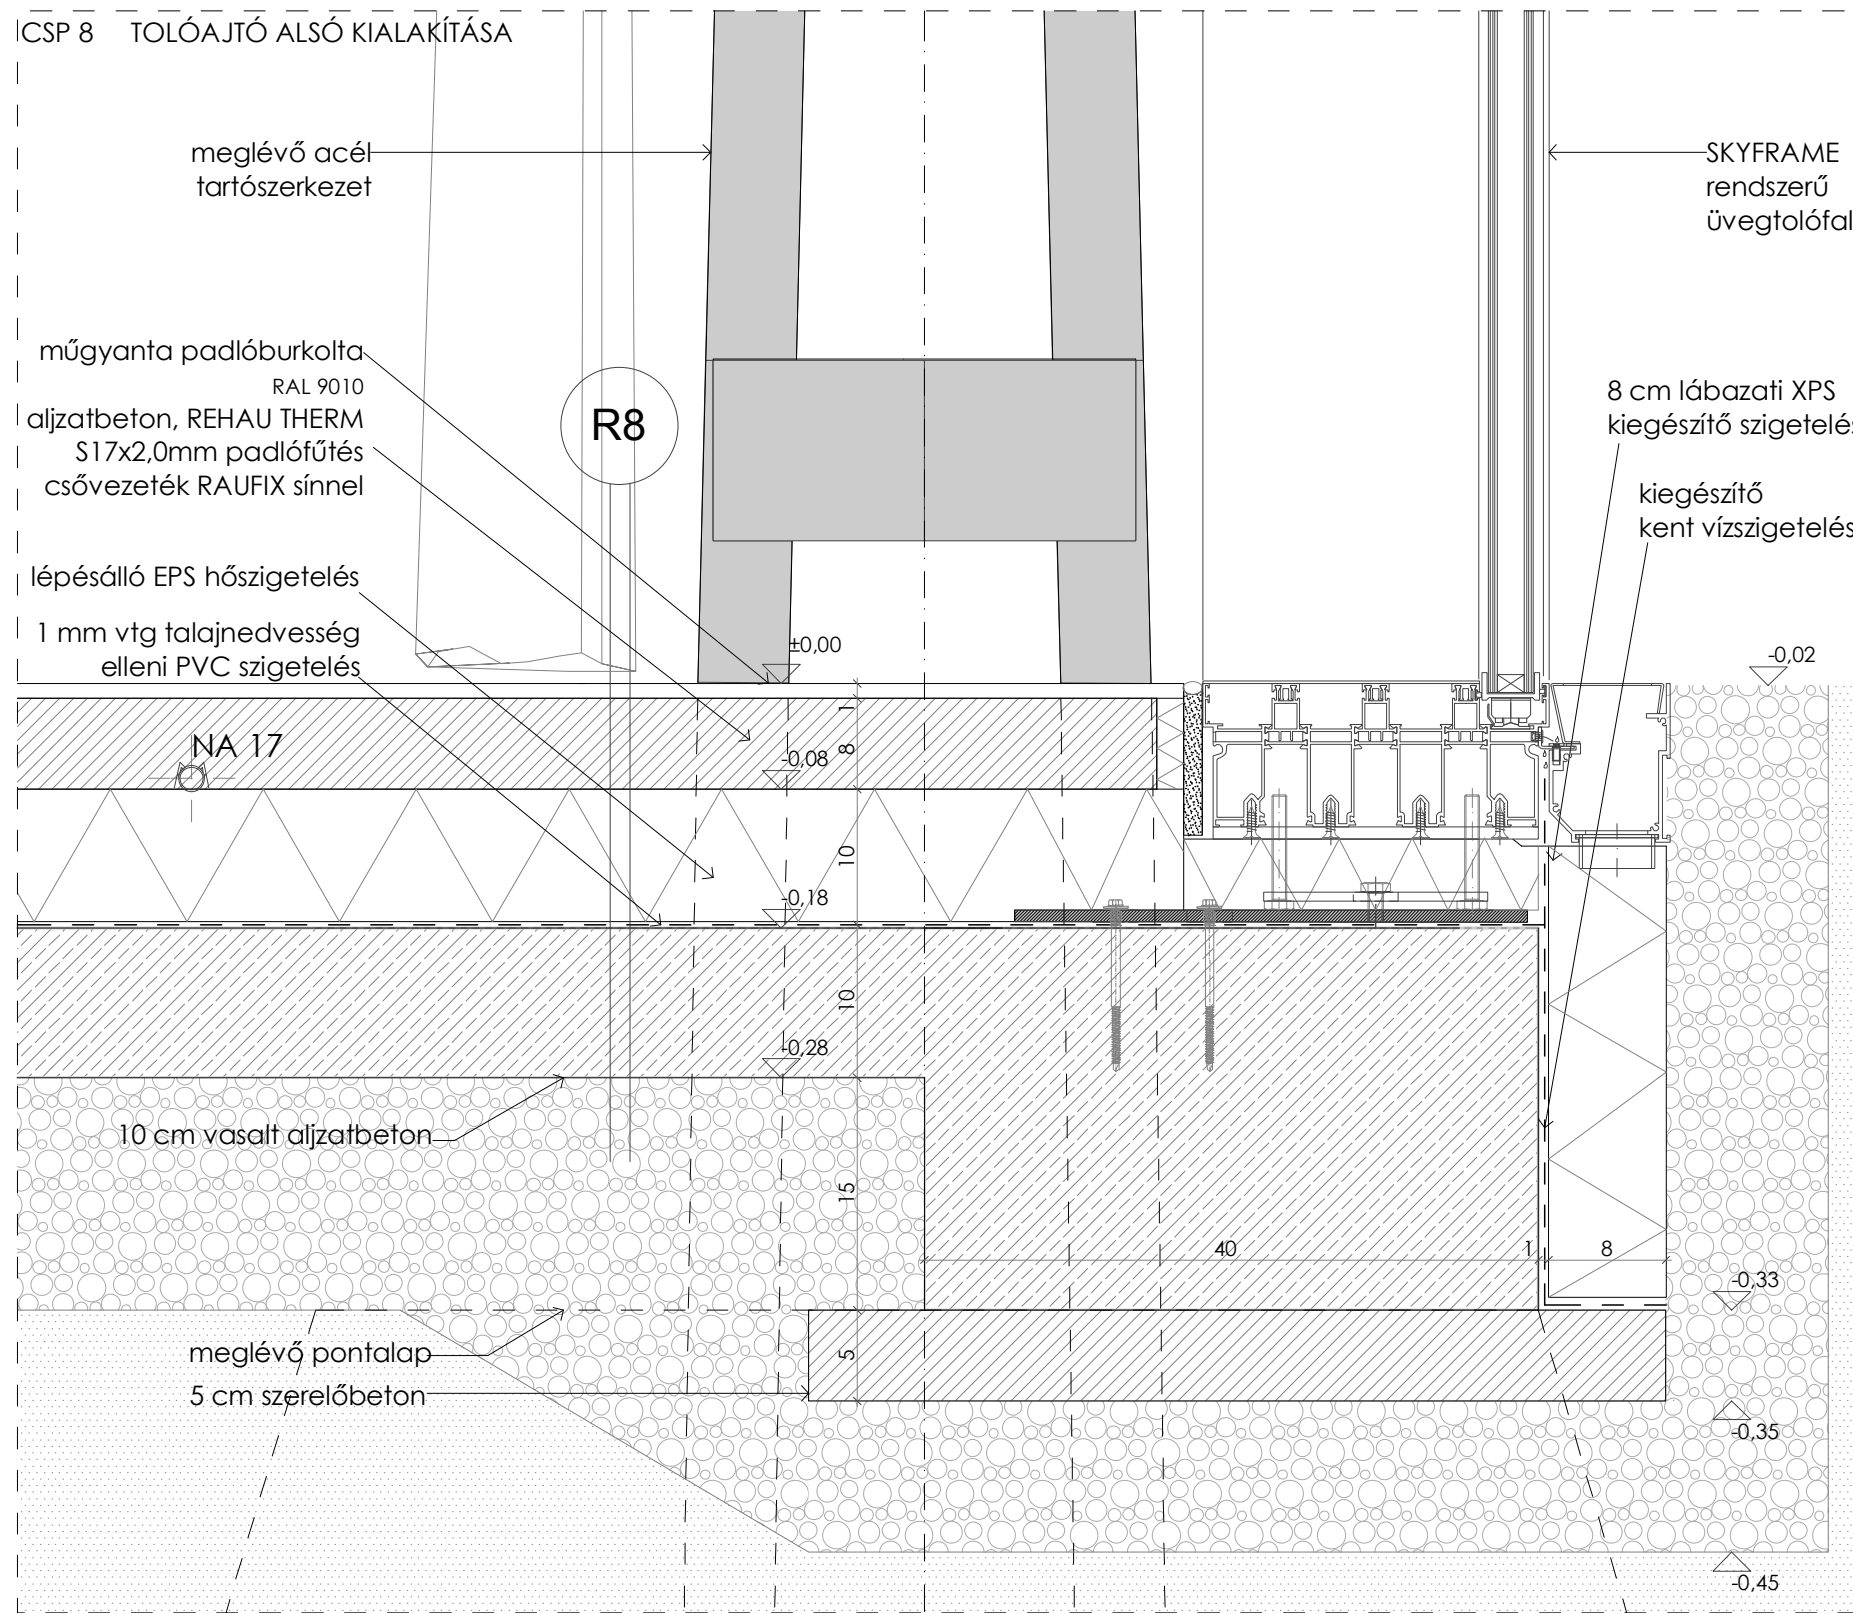 CSP 8 TOLÓAJTÓ ALSÓ KIALAKÍTÁSA
meglévő acél
tartószerkezet
SKYFRAME
rendszerű
üvegtolófal
műgyanta padlóburkolta
RAL 9010
aljzatbeton, REHAU THERM
S17x2,0mm padlófűtés
csővezeték RAUFIX sínnel
R8
8 cm lábazati XPS
kiegészítő szigetelés
kiegészítő
kent vízszigetelés
lépésálló EPS hőszigetelés
1 mm vtg talajnedvesség
elleni PVC szigetelés
±0,00
-0,02
1
NA 17
8
-0,08
10
-0,18
10
-0,28
10 cm vasalt aljzatbeton
15
40
1
8
-0,33
meglévő pontalap
5
5 cm szerelőbeton
-0,35
-0,45